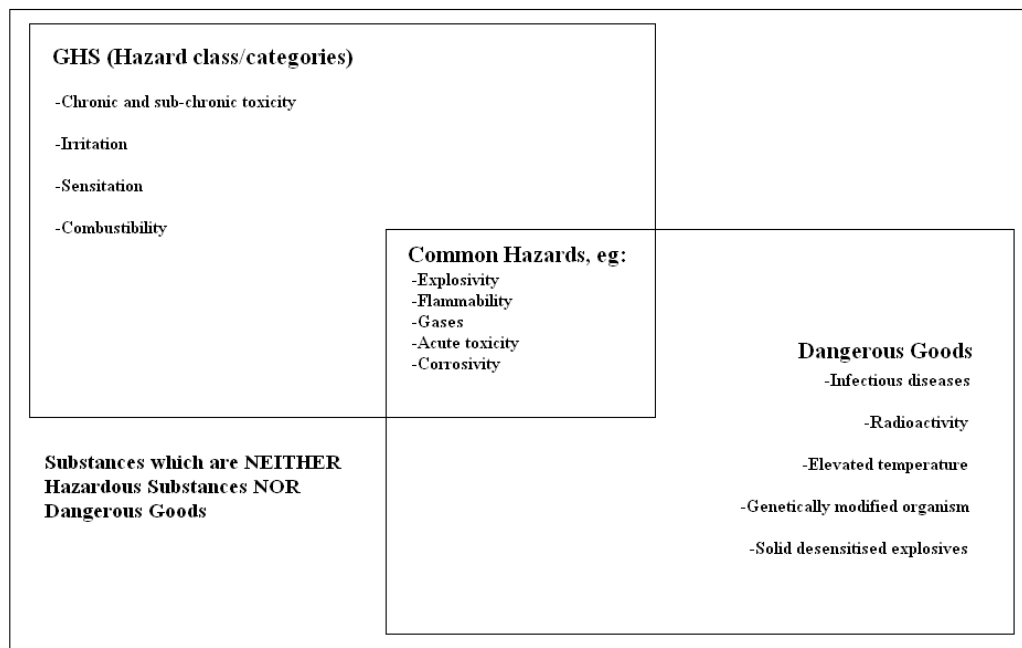 GHS (Hazard class/categories)
-Chronic and sub-chronic toxicity
-Irritation
-Sensitation
-Combustibility
Common Hazards, eg:
-Explosivity
-Flammability
-Gases
-Acute toxicity
-Corrosivity
Dangerous Goods
-Infectious diseases
-Radioactivity
-Elevated temperature
-Genetically modified organism
-Solid desensitised explosives
Substances which are NEITHER
Hazardous Substances NOR
Dangerous Goods